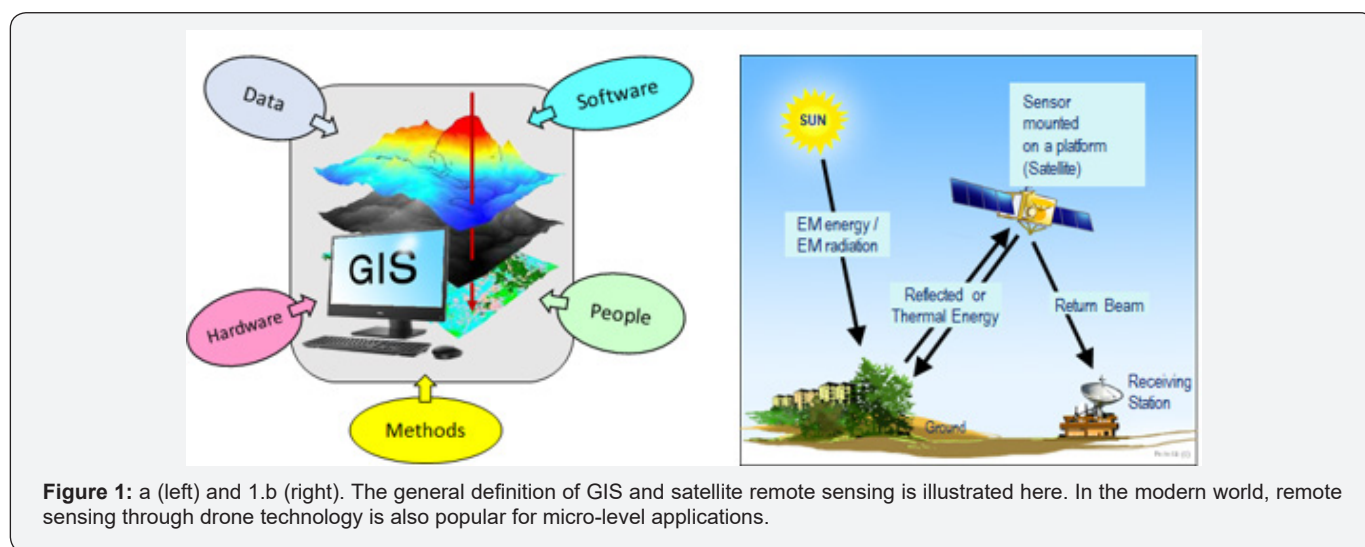 Data
Software
GIS
Hardware
People
Methods
SUN
Sensor
mounted
on a platform
(Satellite)
EM energy /
EM radiation
Reflected or
Thermal Energy
Return Beam
Receiving
Station
Ground
Figure 1: a (left) and 1.b (right). The general definition of GIS and satellite remote sensing is illustrated here. In the modern world, remote
sensing through drone technology is also popular for micro-level applications.